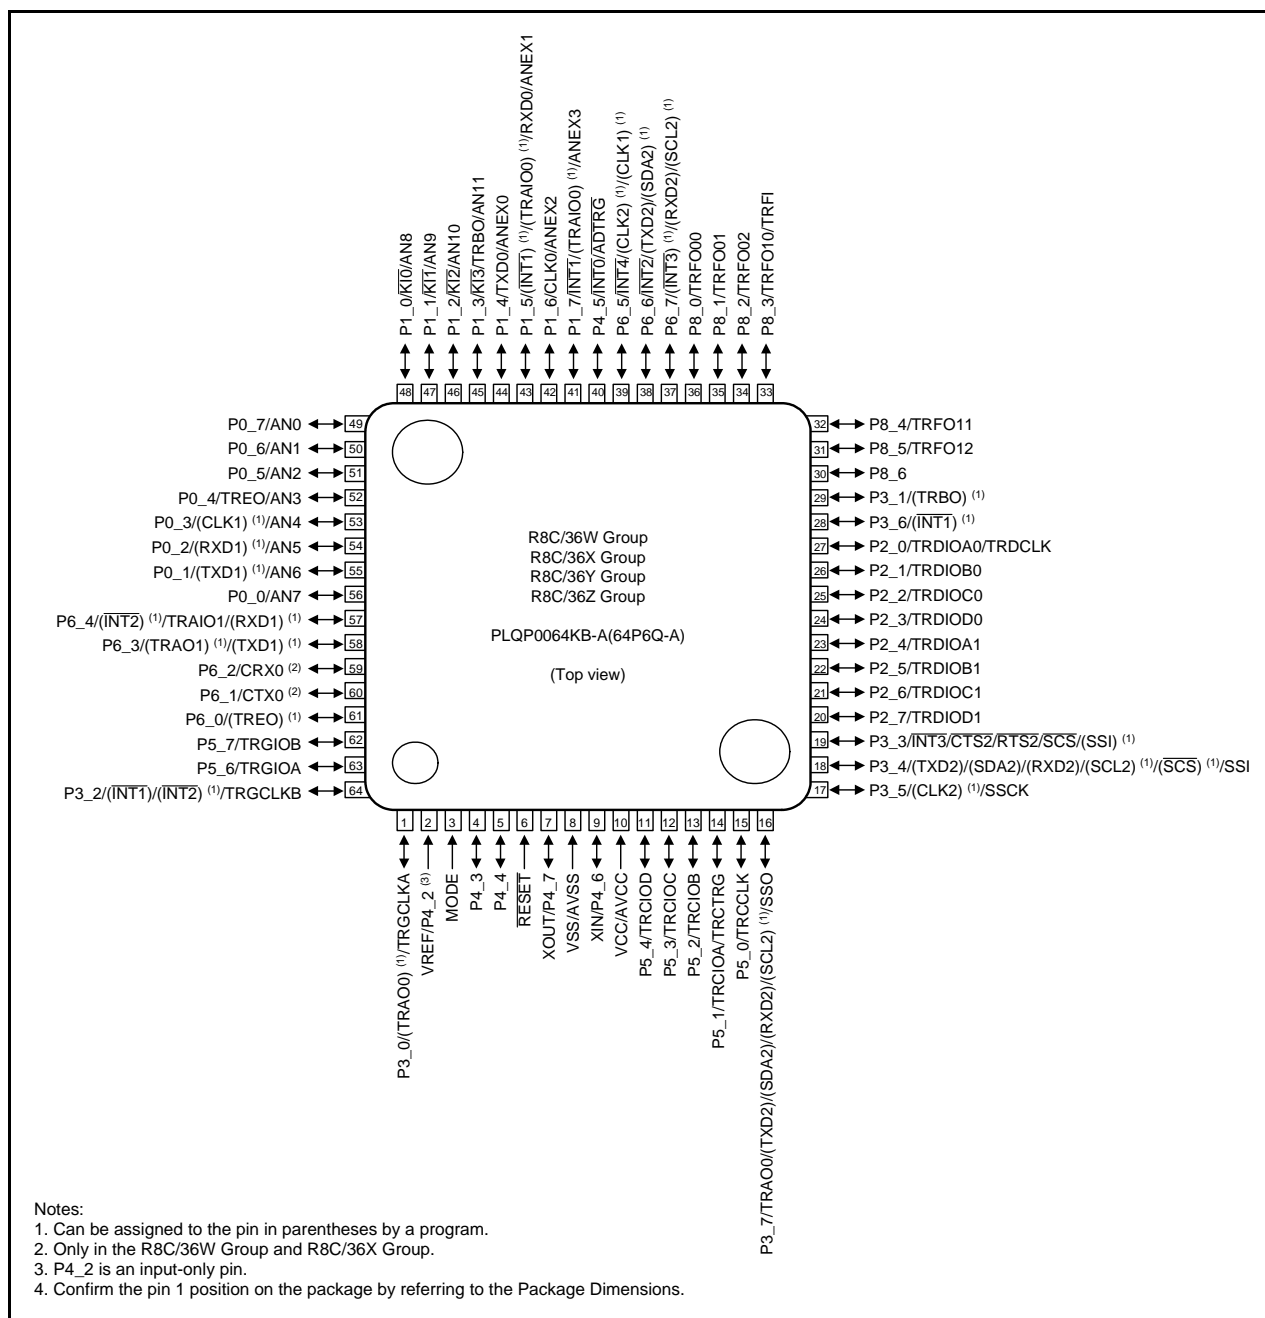 P1_0/KI0/AN8
P1_1/KI1/AN9
P1_2/KI2/AN10
P1_3/KI3/TRBO/AN11
P1_4/TXD0/ANEX0
P1_5/(INT1) (1)/(TRAIO0) (1)/RXD0/ANEX1
P1_6/CLK0/ANEX2
P1_7/INT1/(TRAIO0) (1)/ANEX3
P4_5/INT0/ADTRG
P6_5/INT4/(CLK2) (1)/(CLK1) (1)
P6_6/INT2/(TXD2)/(SDA2) (1)
P6_7/(INT3) (1)/(RXD2)/(SCL2) (1)
P8_0/TRFO00
P8_1/TRFO01
P8_2/TRFO02
P8_3/TRFO10/TRFI
48 47 46 45 44 43 42 41 40 39 38 37 36 35 34 33
P0_7/AN0 49
P0_6/AN1 50
P0_5/AN2 51
P0_4/TREO/AN3 52
P0_3/(CLK1) (1)/AN4 53
P0_2/(RXD1) (1)/AN5 54
P0_1/(TXD1) (1)/AN6 55
P0_0/AN7 56
P6_4/(INT2) (1)/TRAIO1/(RXD1) (1) 57
P6_3/(TRAO1) (1)/(TXD1) (1) 58
P6_2/CRX0 (2) 59
P6_1/CTX0 (2) 60
P6_0/(TREO) (1) 61
P5_7/TRGIOB 62
P5_6/TRGIOA 63
P3_2/(INT1)/(INT2) (1)/TRGCLKB 64
R8C/36W Group
R8C/36X Group
R8C/36Y Group
R8C/36Z Group
PLQP0064KB-A(64P6Q-A)
(Top view)
32 P8_4/TRFO11
31 P8_5/TRFO12
30 P8_6
29 P3_1/(TRBO) (1)
28 P3_6/(INT1) (1)
27 P2_0/TRDIOA0/TRDCLK
26 P2_1/TRDIOB0
25 P2_2/TRDIOC0
24 P2_3/TRDIOD0
23 P2_4/TRDIOA1
22 P2_5/TRDIOB1
21 P2_6/TRDIOC1
20 P2_7/TRDIOD1
19 P3_3/INT3/CTS2/RTS2/SCS/(SSI) (1)
18 P3_4/(TXD2)/(SDA2)/(RXD2)/(SCL2) (1)/(SCS) (1)/SSI
17 P3_5/(CLK2) (1)/SSCK
1 2 3 4 5 6 7 8 9 10 11 12 13 14 15 16
P3_0/(TRAO0) (1)/TRGCLKA
VREF/P4_2 (3)
MODE
P4_3
P4_4
RESET
XOUT/P4_7
VSS/AVSS
XIN/P4_6
VCC/AVCC
P5_4/TRCIOD
P5_3/TRCIOC
P5_2/TRCIOB
P5_1/TRCIOA/TRCTRG
P5_0/TRCCLK
P3_7/TRAO0/(TXD2)/(SDA2)/(RXD2)/(SCL2) (1)/SSO
Notes:
1. Can be assigned to the pin in parentheses by a program.
2. Only in the R8C/36W Group and R8C/36X Group.
3. P4_2 is an input-only pin.
4. Confirm the pin 1 position on the package by referring to the Package Dimensions.